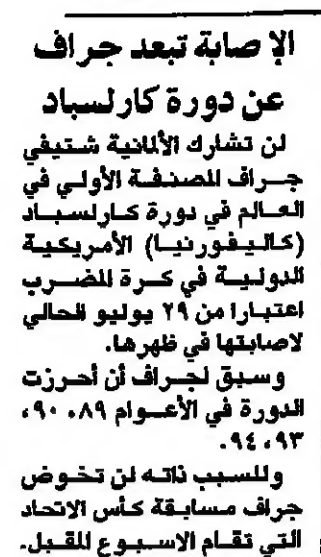 الإصابة تبعد جراف
عن دورة كارلسباد
لن تشارك الألمانية شتيفي
جراف المصنفة الأولي في
العالم في دورة كارلسباد
(كاليفورنيا) الأمريكية
الدولية في كرة المضرب
اعتبارا من ٢٩ يوليو الحالي
لاصابتها في ظهرها.
وسبق لجراف أن أحرزت
الدورة في الأعوام ٨٩، ٩٠،
٩٣، ٩٤.
وللسبب ذاته لن تخوض
جراف مسابقة كأس الاتحاد
التي تقام الاسبوع المقبل.